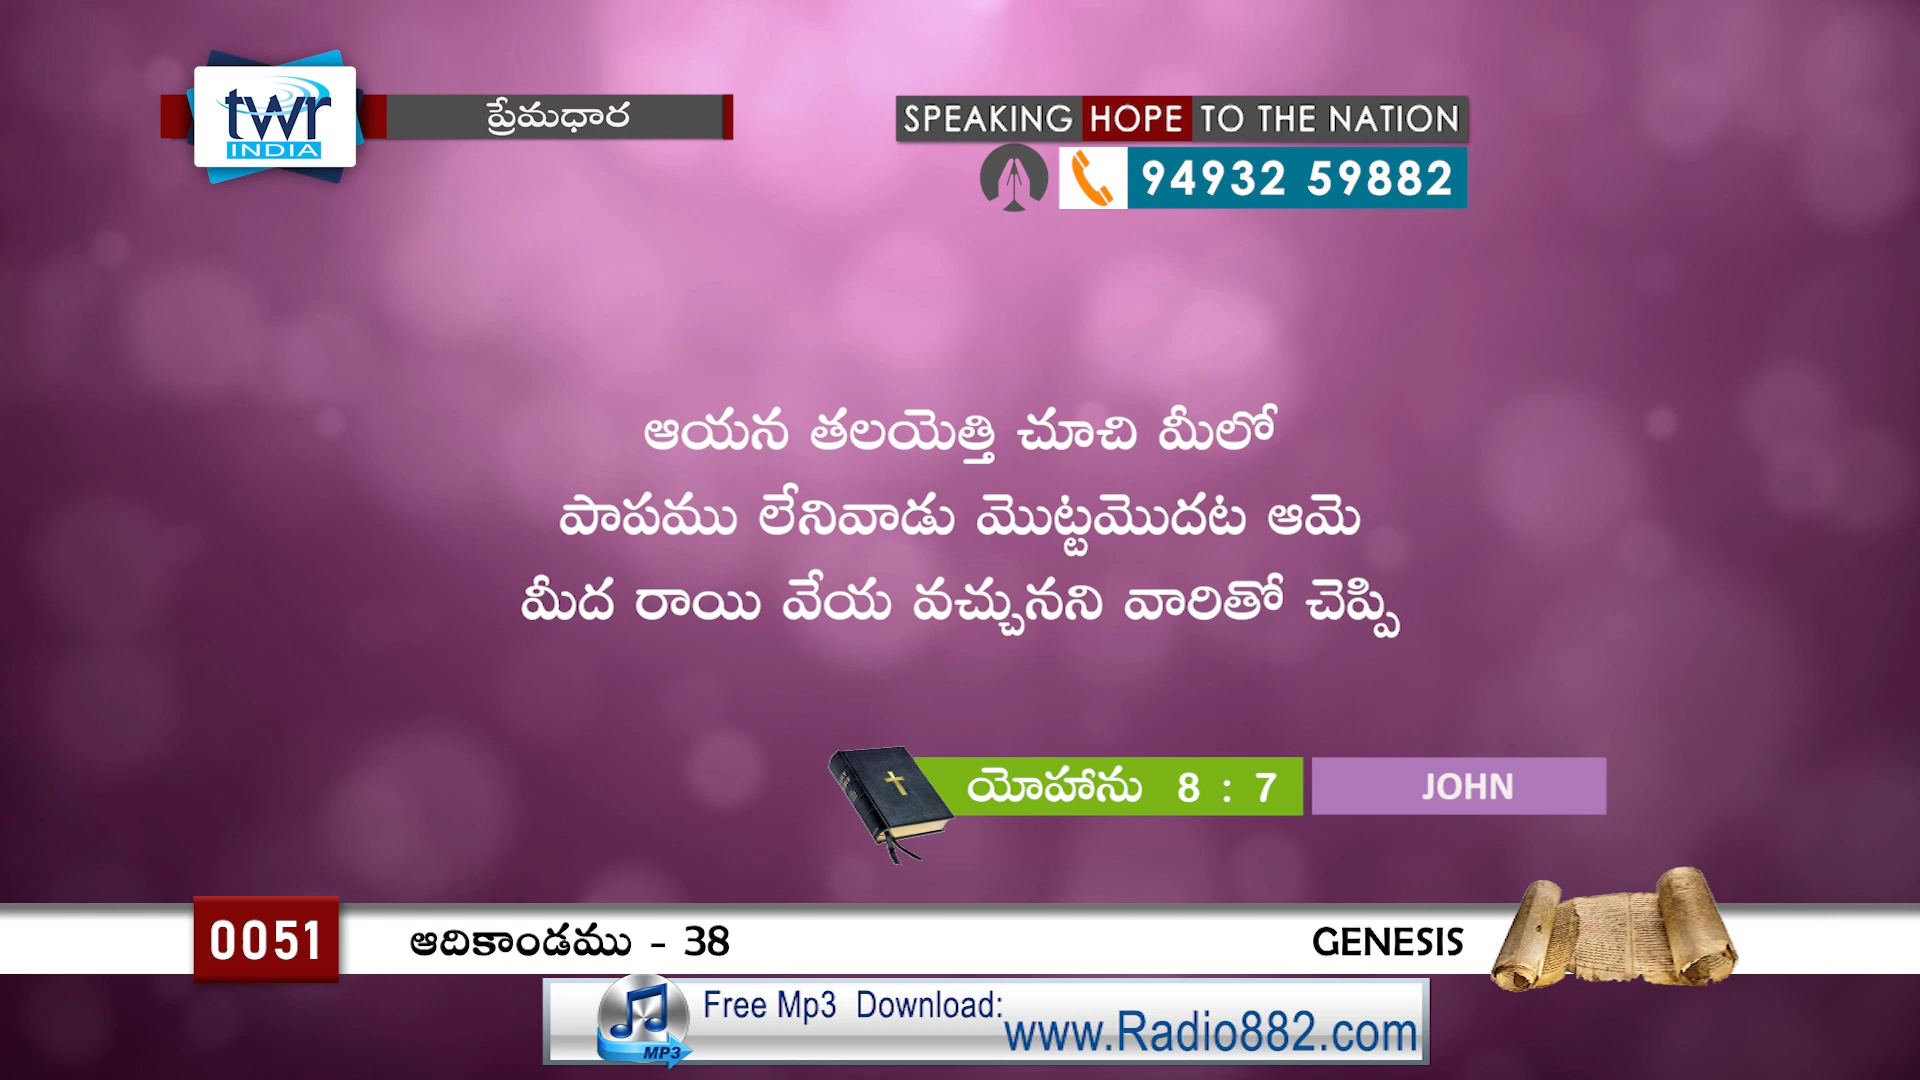 twr
INDIA
ప్రేమధార
SPEAKING HOPE TO THE NATION
94932 59882
ఆయన తలయెత్తి చూచి మీలో
పాపము లేనివాడు మొట్టమొదట ఆమె
మీద రాయి వేయ వచ్చునని వారితో చెప్పి
యోహాను 8 : 7
JOHN
0051
ఆదికాండము - 38
GENESIS
MP3
Free Mp3 Download:
www.Radio882.com